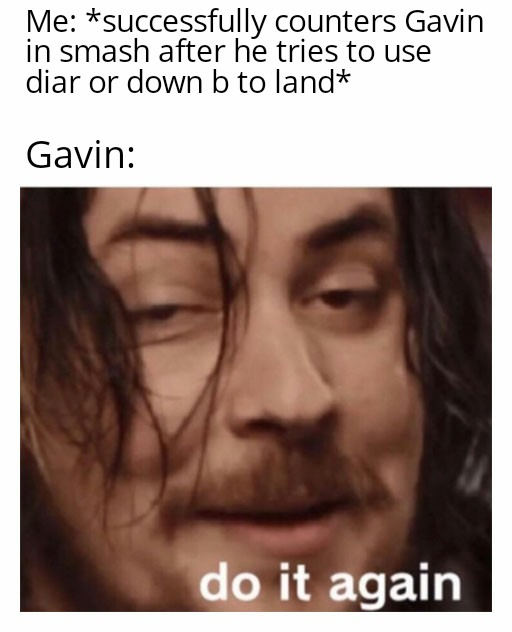 Me: *successfully counters Gavin
in smash after he tries to use
diar or down b to land*
Gavin:
do it again